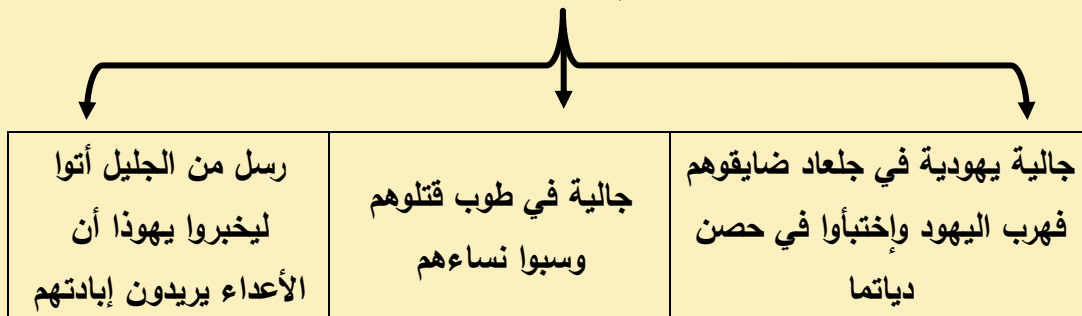 جالية يهودية في جلعاد ضايقوهم
فهرب اليهود وإختبأوا في حصن
دياتما
جالية في طوب قتلوهم
وسبوا نساءهم
رسل من الجليل أتوا
ليخبروا يهوذا أن
الأعداء يريدون إبادتهم